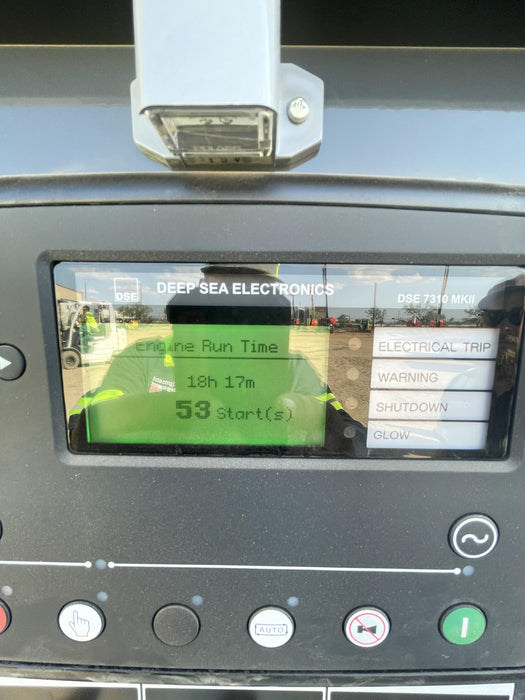 DSE
DEEP SEA ELECTRONICS
DSE 7310 MKII
Engine Run Time
18h 17m
53 Start(s)
ELECTRICAL TRIP
WARNING
SHUTDOWN
GLOW
AUTO